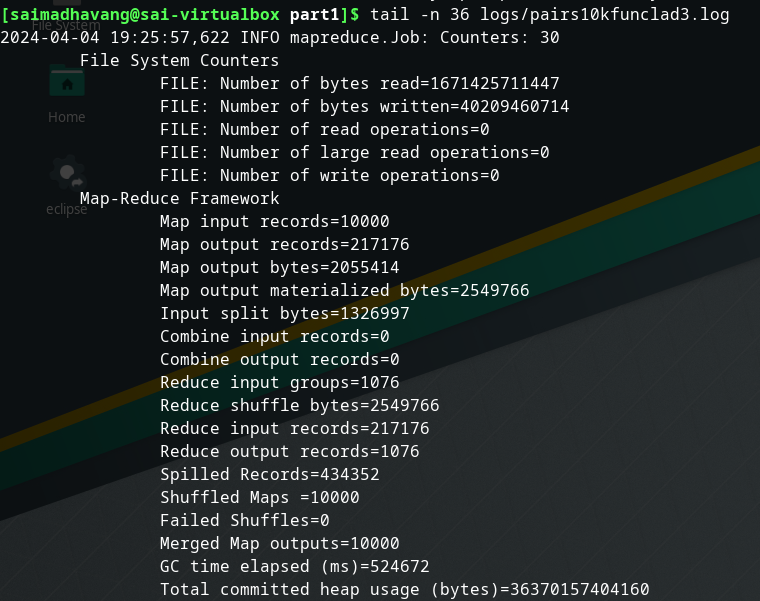 [saimadhavang@sai-virtualbox part1]$ tail -n 36 logs/pairs10kfunclad3.log
File System
2024-04-04 19:25:57,622 INFO mapreduce.Job: Counters: 30
File System Counters
FILE: Number of bytes read=1671425711447
FILE: Number of bytes written=40209460714
Home
FILE: Number of read operations=0
FILE: Number of large read operations=0
FILE: Number of write operations=0
Map-Reduce Framework
eclipse
Map input records=10000
Map output records=217176
Map output bytes=2055414
Map output materialized bytes=2549766
Input split bytes=1326997
Combine input records=0
Combine output records=0
Reduce input groups=1076
Reduce shuffle bytes=2549766
Reduce input records=217176
Reduce output records=1076
Spilled Records=434352
Shuffled Maps =10000
Failed Shuffles=0
Merged Map outputs=10000
GC time elapsed (ms)=524672
Total committed heap usage (bytes)=36370157404160